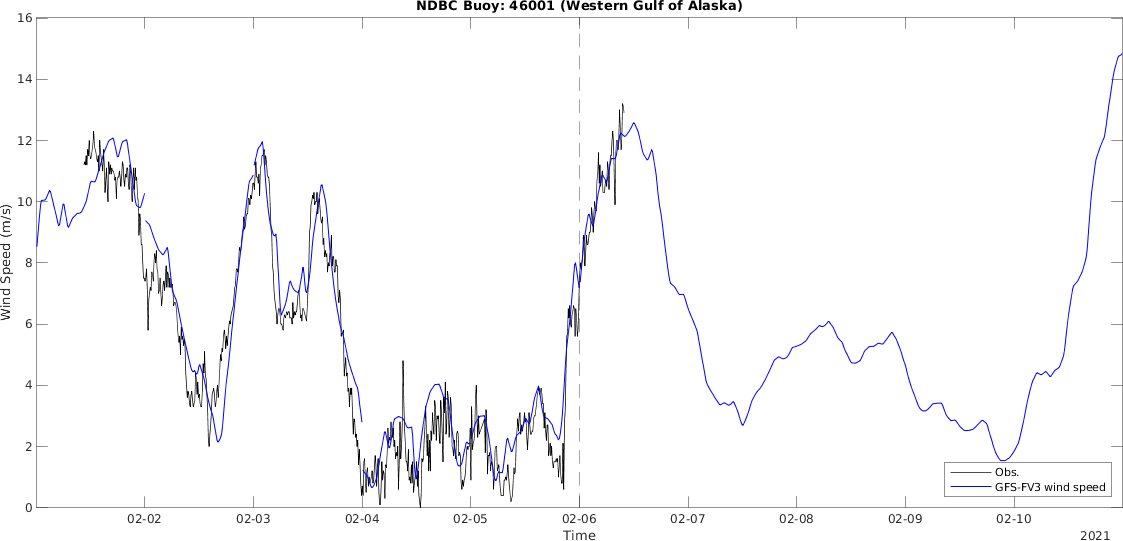 NDBC Buoy: 46001 (Western Gulf of Alaska)
16
14
12
10
8
6
4
2
0
Wind Speed (m/s)
Obs.
GFS-FV3 wind speed
02-02 02-03 02-04 02-05 02-06 02-07 02-08 02-09 02-10
Time
2021